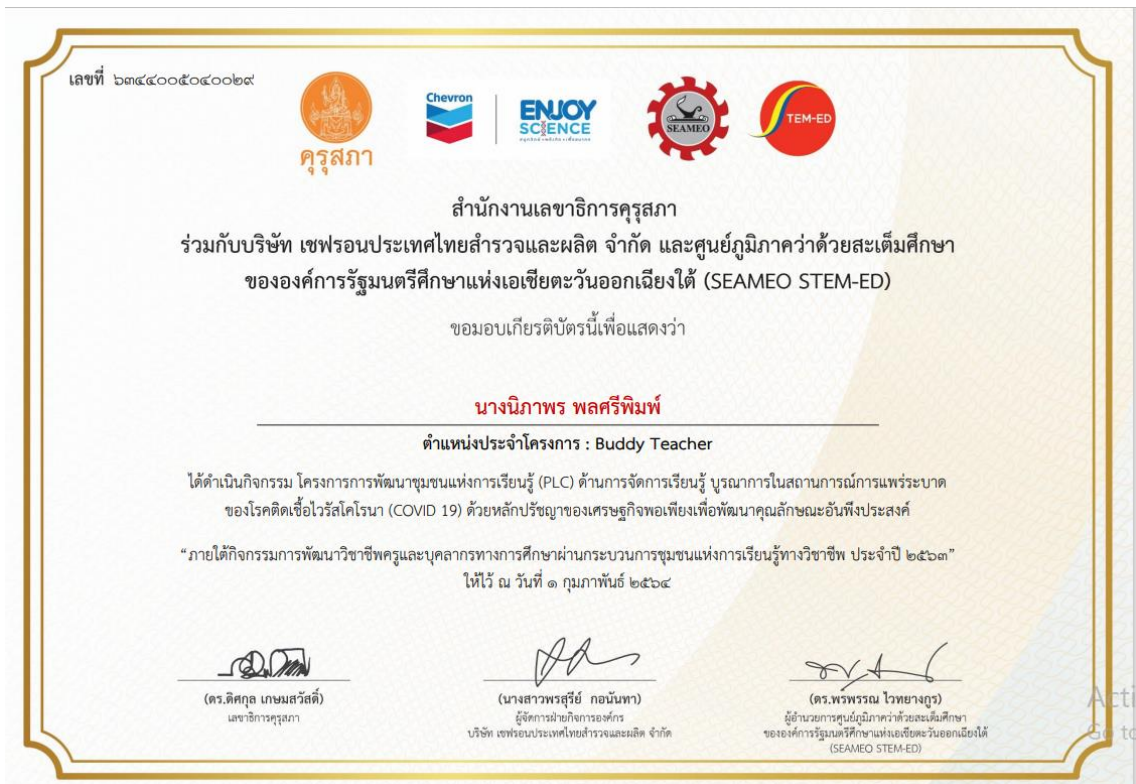 เลขที่ ๖๓๔๔๐๐๕๐๔๐๐๒๙
คุรุสภา
Chevron
ENJOY
SCIENCE
SEAMEO
TEM-ED
สำนักงานเลขาธิการคุรุสภา
ร่วมกับบริษัท เชฟรอนประเทศไทยสำรวจและผลิต จำกัด และศูนย์ภูมิภาคว่าด้วยสะเต็มศึกษา
ขององค์การรัฐมนตรีศึกษาแห่งเอเชียตะวันออกเฉียงใต้ (SEAMEO STEM-ED)
ขอมอบเกียรติบัตรนี้เพื่อแสดงว่า
นางนิภาพร พลศรีพิมพ์
ตำแหน่งประจำโครงการ : Buddy Teacher
ได้ดำเนินกิจกรรม โครงการการพัฒนาชุมชนแห่งการเรียนรู้ (PLC) ด้านการจัดการเรียนรู้ บูรณาการในสถานการณ์การแพร่ระบาด
ของโรคติดเชื้อไวรัสโคโรนา (COVID 19) ด้วยหลักปรัชญาของเศรษฐกิจพอเพียงเพื่อพัฒนาคุณลักษณะอันพึงประสงค์
“ภายใต้กิจกรรมการพัฒนาวิชาชีพครูและบุคลากรทางการศึกษาผ่านกระบวนการชุมชนแห่งการเรียนรู้ทางวิชาชีพ ประจำปี ๒๕๖๓”
ให้ไว้ ณ วันที่ ๑ กุมภาพันธ์ ๒๕๖๔
(ดร.ดิศกุล เกษมสวัสดิ์)
เลขาธิการคุรุสภา
(นางสาวพรสุรีย์ กอนันทา)
ผู้จัดการฝ่ายกิจการองค์กร
บริษัท เชฟรอนประเทศไทยสำรวจและผลิต จำกัด
(ดร.พรพรรณ ไวทยางกูร)
ผู้อำนวยการศูนย์ภูมิภาคว่าด้วยสะเต็มศึกษา
ขององค์การรัฐมนตรีศึกษาแห่งเอเชียตะวันออกเฉียงใต้
(SEAMEO STEM-ED)
Acti
Go to